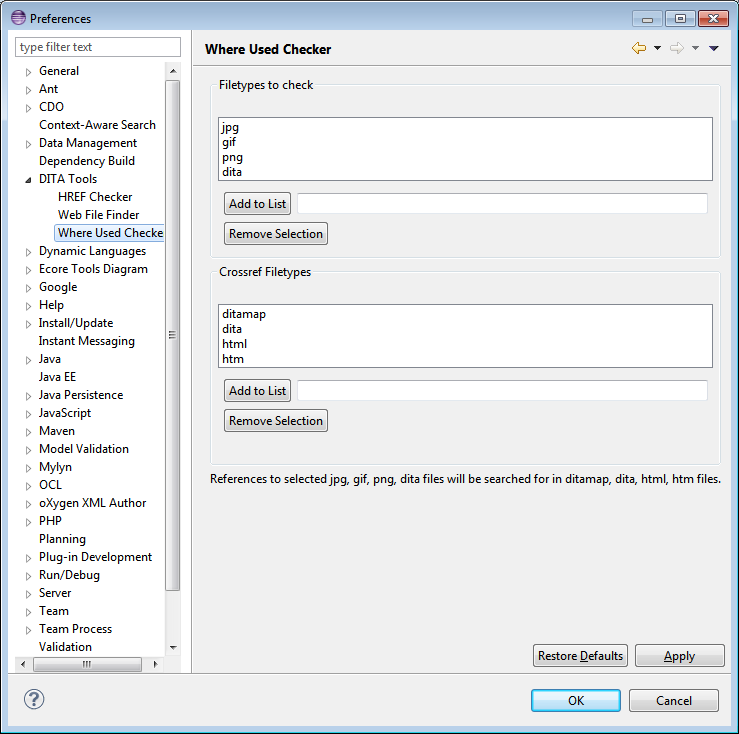 Preferences
type filter text
General
Ant
CDO
Context-Aware Search
Data Management
Dependency Build
DITA Tools
HREF Checker
Web File Finder
Where Used Checke
Dynamic Languages
Ecore Tools Diagram
Google
Help
Install/Update
Instant Messaging
Java
Java EE
Java Persistence
JavaScript
Maven
Model Validation
Mylyn
OCL
oXygen XML Author
PHP
Planning
Plug-in Development
Run/Debug
Server
Team
Team Process
Validation
Where Used Checker
Filetypes to check
jpg
gif
png
dita
Add to List
Remove Selection
Crossref Filetypes
ditamap
dita
html
htm
Add to List
Remove Selection
References to selected jpg, gif, png, dita files will be searched for in ditamap, dita, html, htm files.
Restore Defaults Apply
? OK Cancel